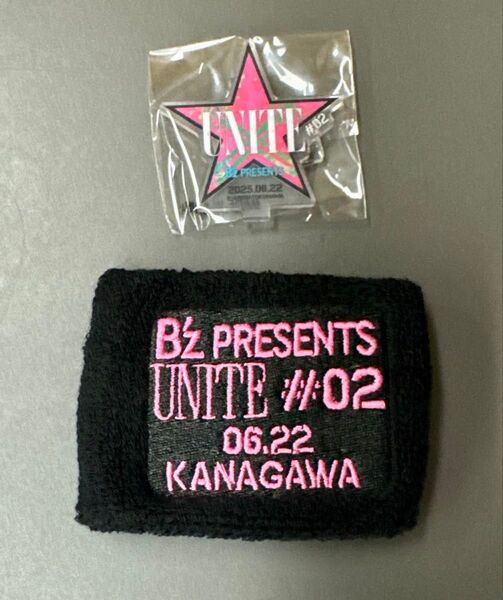 UNITE
#02
B'z PRESENTS
2025.06.22
B'z PRESENTS
UNITE #02
06.22
KANAGAWA